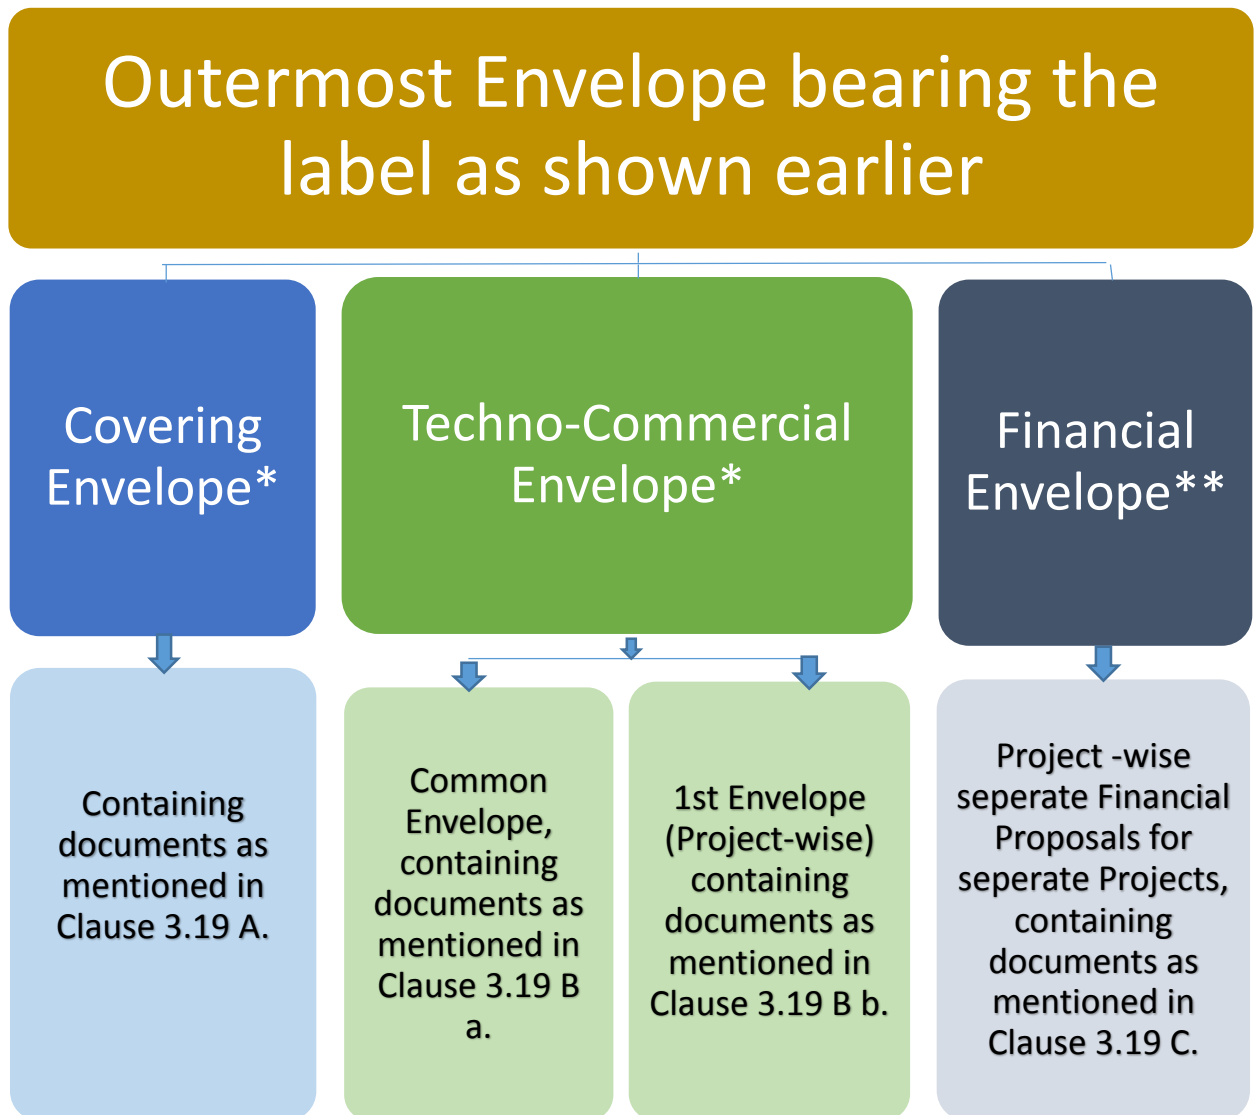 Outermost Envelope bearing the
label as shown earlier
Covering
Envelope*
Techno-Commercial
Envelope*
Financial
Envelope**
Containing
documents as
mentioned in
Clause 3.19 A.
Common
Envelope,
containing
documents as
mentioned in
Clause 3.19 B
a.
1st Envelope
(Project-wise)
containing
documents as
mentioned in
Clause 3.19 B b.
Project -wise
seperate Financial
Proposals for
seperate Projects,
containing
documents as
mentioned in
Clause 3.19 C.